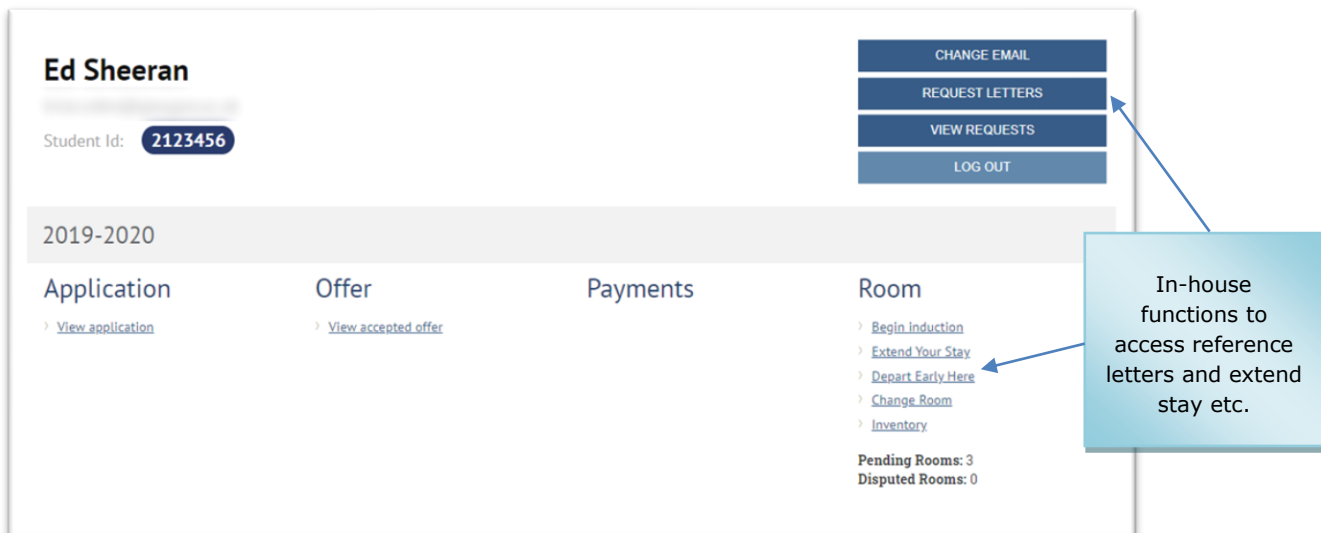 Ed Sheeran
Student Id: 2123456
CHANGE EMAIL
REQUEST LETTERS
VIEW REQUESTS
LOG OUT
2019-2020
Application
View application
Offer
View accepted offer
Payments
Room
Begin induction
Extend Your Stay
Depart Early Here
Change Room
Inventory
Pending Rooms: 3
Disputed Rooms: 0
In-house
functions to
access reference
letters and extend
stay etc.